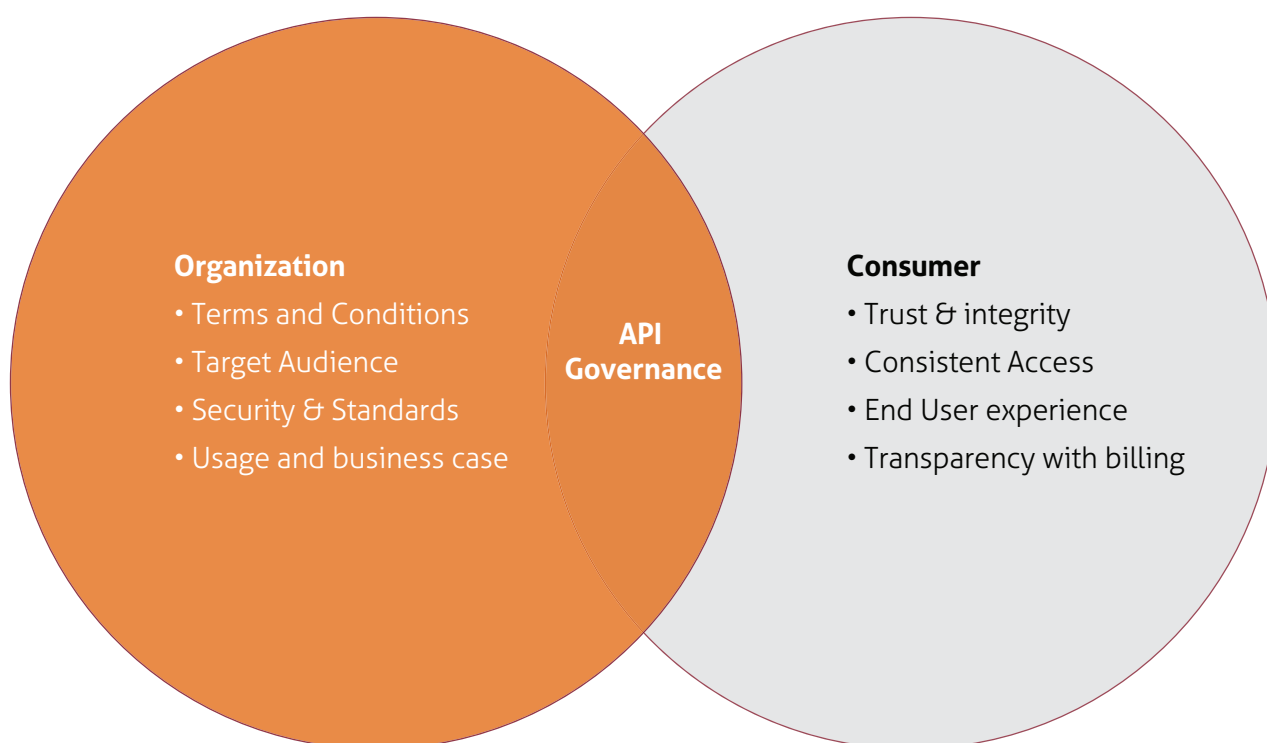 Organization
• Terms and Conditions
• Target Audience
• Security & Standards
• Usage and business case
API
Governance
Consumer
• Trust & integrity
• Consistent Access
• End User experience
• Transparency with billing